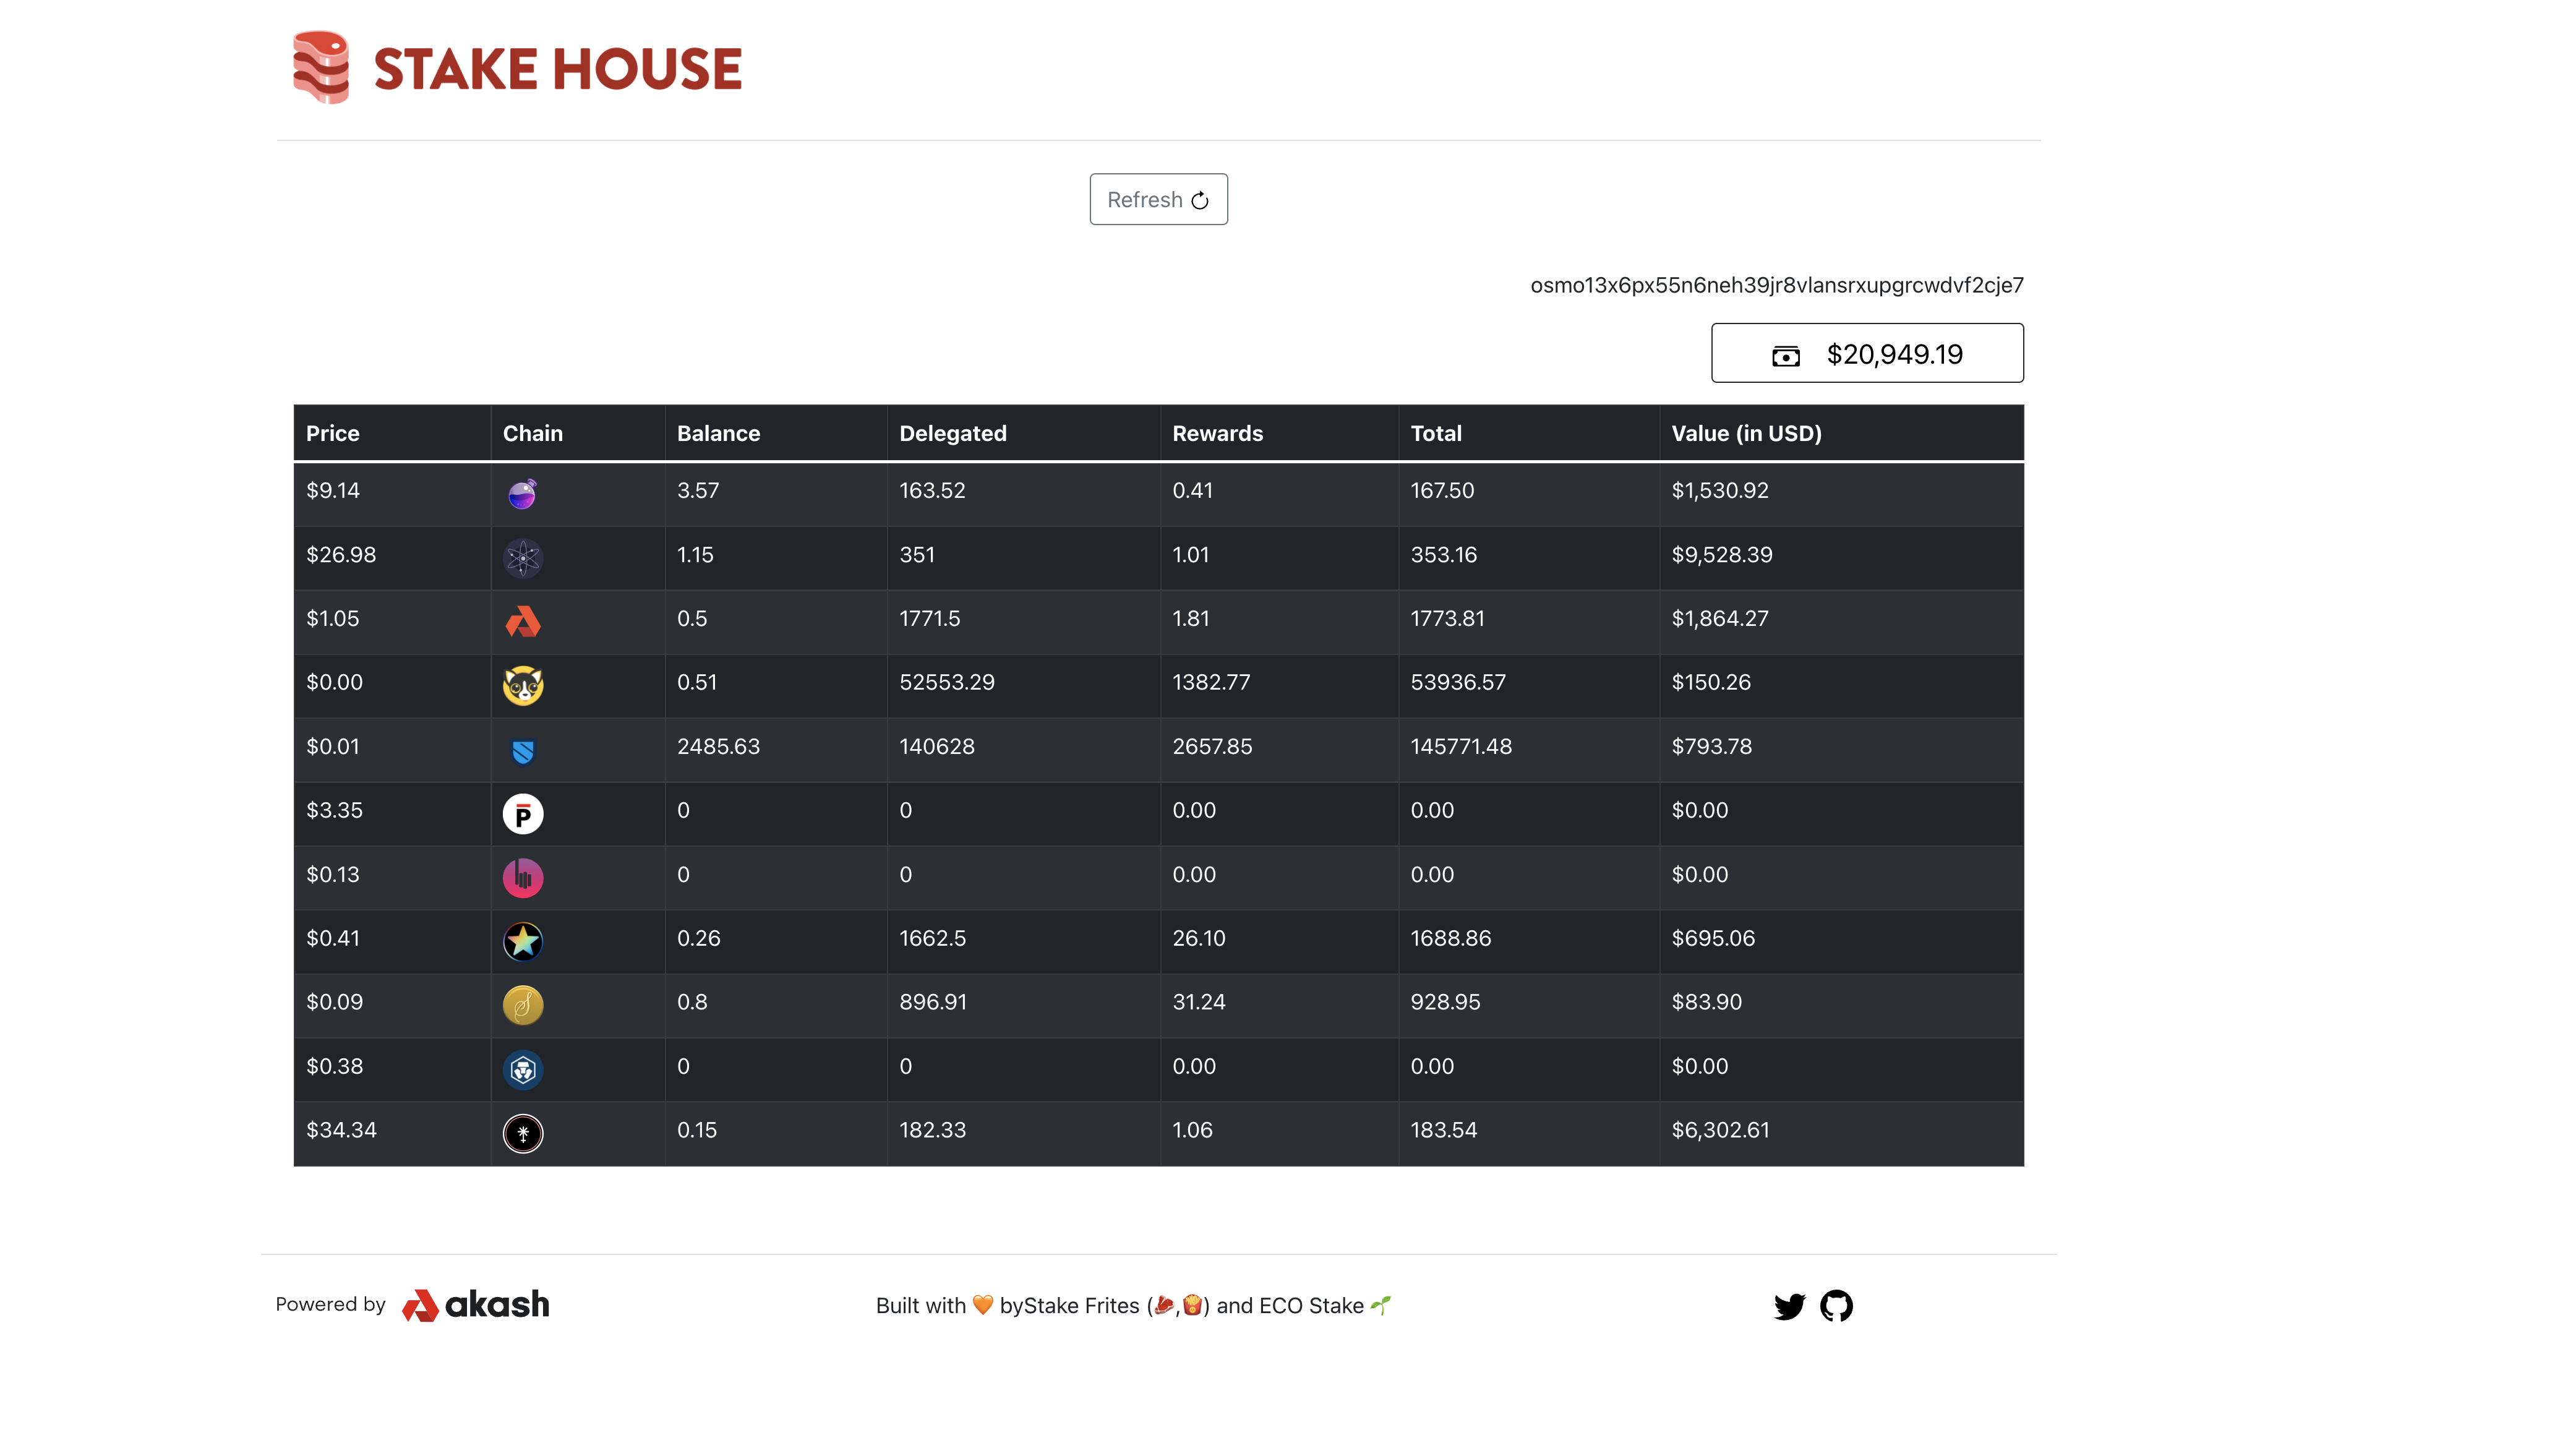 STAKE HOUSE
Refresh
osmo13x6px55n6neh39jr8vlansrxupgrcwdvf2cje7
$20,949.19
Price Chain Balance Delegated Rewards Total Value (in USD)
$9.14 3.57 163.52 0.41 167.50 $1,530.92
$26.98 1.15 351 1.01 353.16 $9,528.39
$1.05 0.5 1771.5 1.81 1773.81 $1,864.27
$0.00 0.51 52553.29 1382.77 53936.57 $150.26
$0.01 2485.63 140628 2657.85 145771.48 $793.78
$3.35 P 0 0 0.00 0.00 $0.00
$0.13 0 0 0.00 0.00 $0.00
$0.41 0.26 1662.5 26.10 1688.86 $695.06
$0.09 0.8 896.91 31.24 928.95 $83.90
$0.38 0 0 0.00 0.00 $0.00
$34.34 0.15 182.33 1.06 183.54 $6,302.61
Powered by akash Built with 🧡 byStake Frites (🥩,🍟) and ECO Stake 🌱